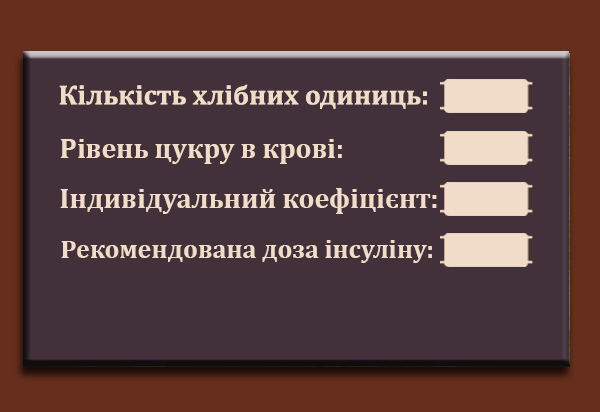 Кількість хлібних одиниць:
Рівень цукру в крові:
Індивідуальний коефіцієнт:
Рекомендована доза інсуліну: